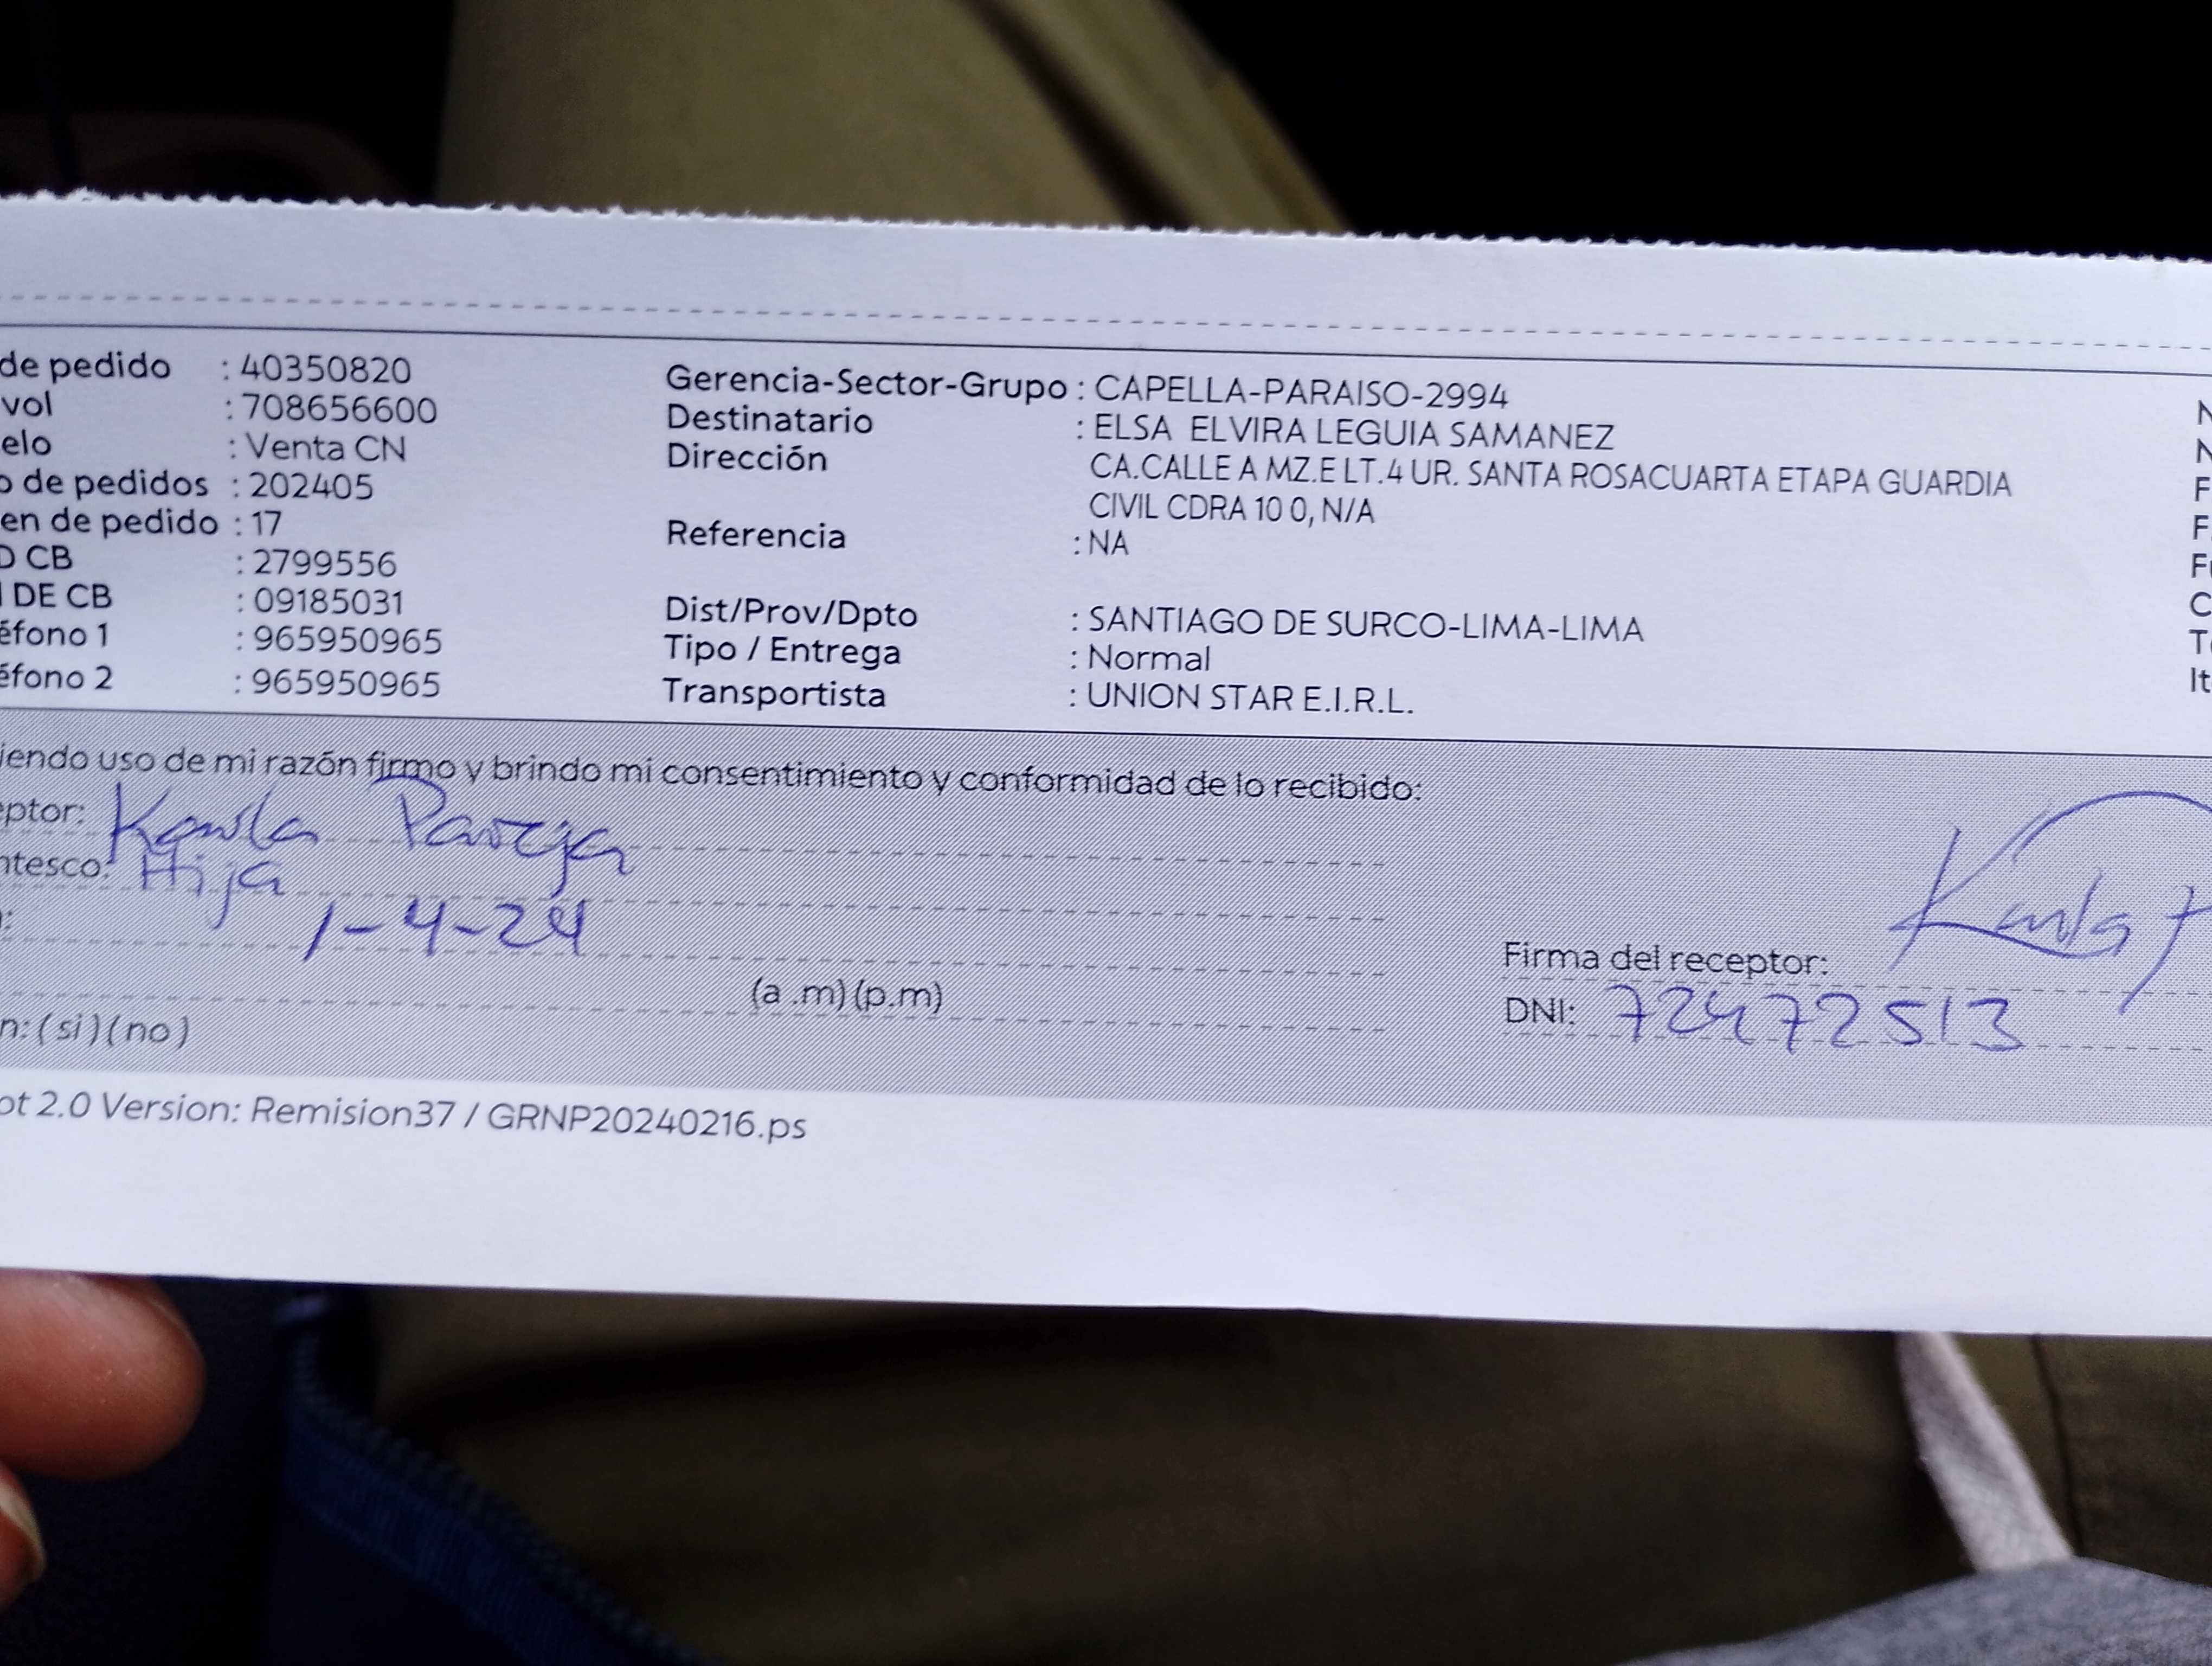 de pedido : 40350820
vol : 708656600
elo : Venta CN
o de pedidos : 202405
en de pedido : 17
D CB : 2799556
I DE CB : 09185031
éfono 1 : 965950965
éfono 2 : 965950965
Gerencia-Sector-Grupo : CAPELLA-PARAISO-2994
Destinatario : ELSA ELVIRA LEGUIA SAMANEZ
Dirección CA.CALLE A MZ.E LT.4 UR. SANTA ROSACUARTA ETAPA GUARDIA
CIVIL CDRA 10 0, N/A
Referencia : NA
Dist/Prov/Dpto : SANTIAGO DE SURCO-LIMA-LIMA
Tipo / Entrega : Normal
Transportista : UNION STAR E.I.R.L.
N
N
F
F
F
C
T
It
iendo uso de mi razón firmo y brindo mi consentimiento y conformidad de lo recibido:
eptor: Karla Pareja
ntesco: Hija
: 1-4-24
(a .m) (p.m)
n: ( si ) ( no )
Firma del receptor: Karla P
DNI: 72472513
ot 2.0 Version: Remision37 / GRNP20240216.ps